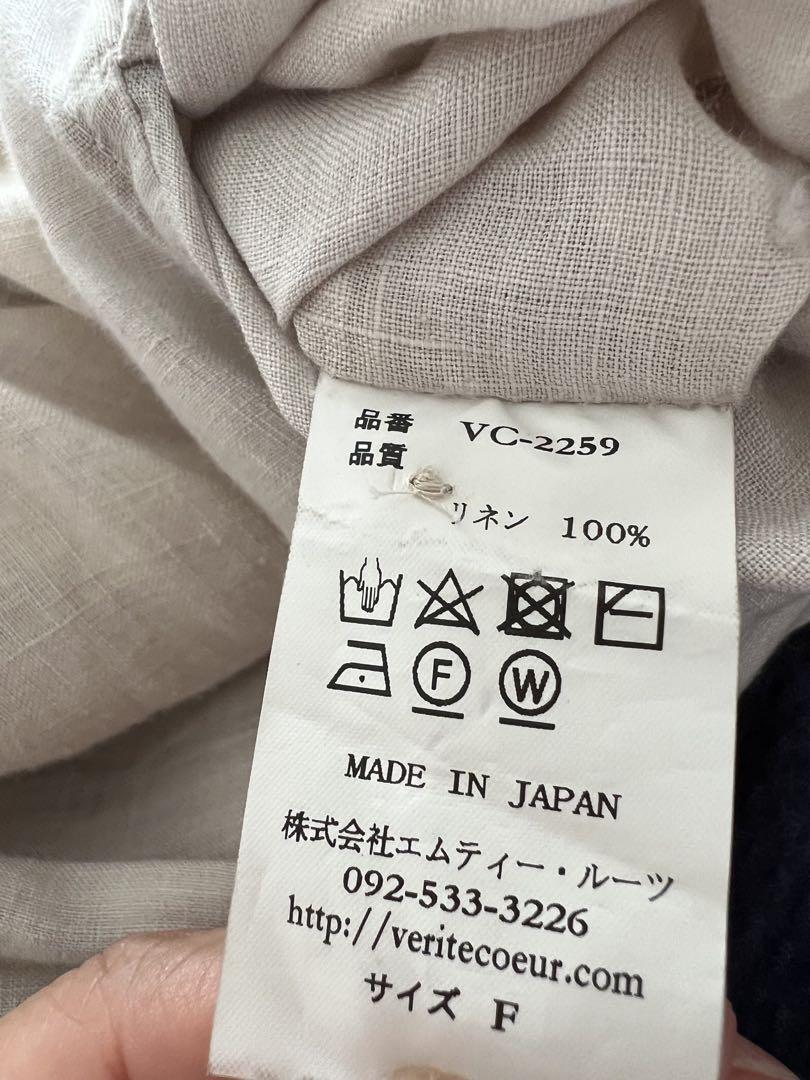 品番 VC-2259
品質
リネン 100%
F W
MADE IN JAPAN
株式会社エムティー・ルーツ
092-533-3226
http://veritecoeur.com
サイズ F